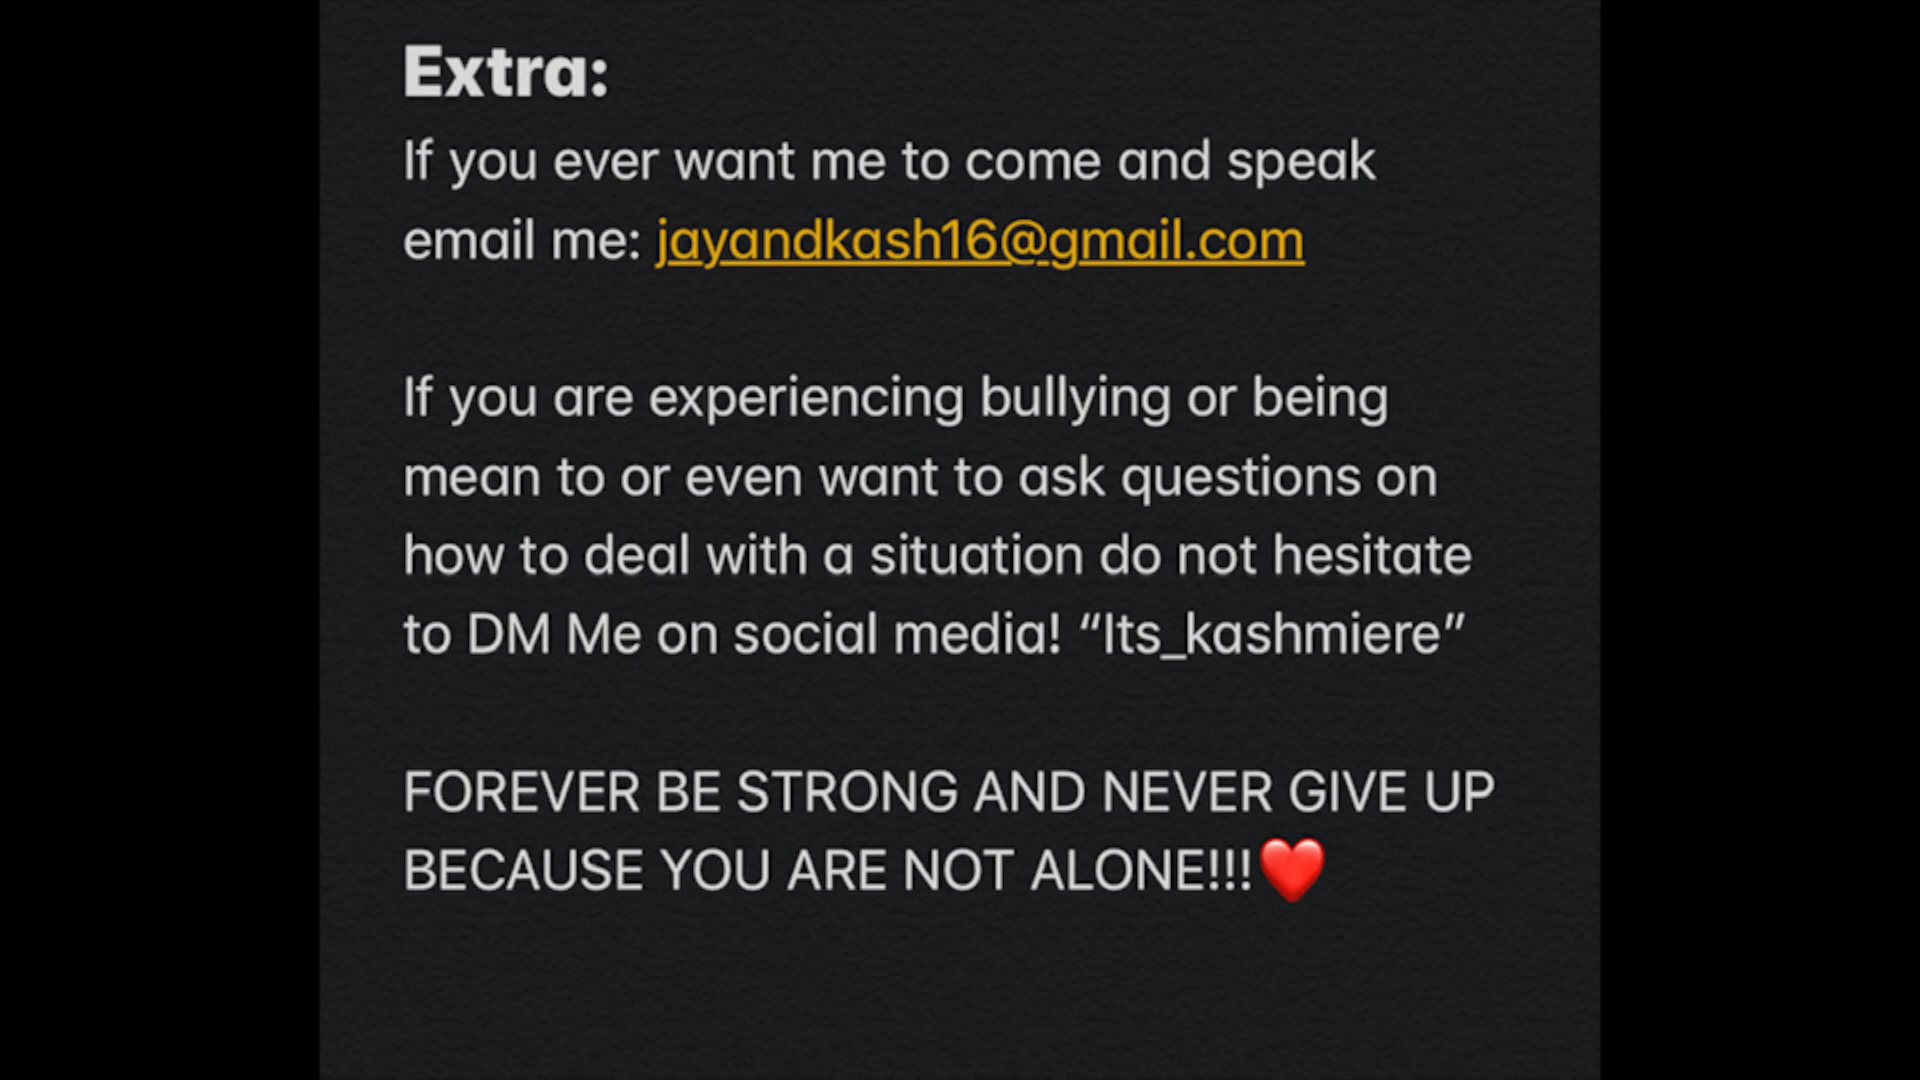 Extra:
If you ever want me to come and speak
email me: jayandkash16@gmail.com
If you are experiencing bullying or being
mean to or even want to ask questions on
how to deal with a situation do not hesitate
to DM Me on social media! “Its_kashmiere”
FOREVER BE STRONG AND NEVER GIVE UP
BECAUSE YOU ARE NOT ALONE!!!❤️